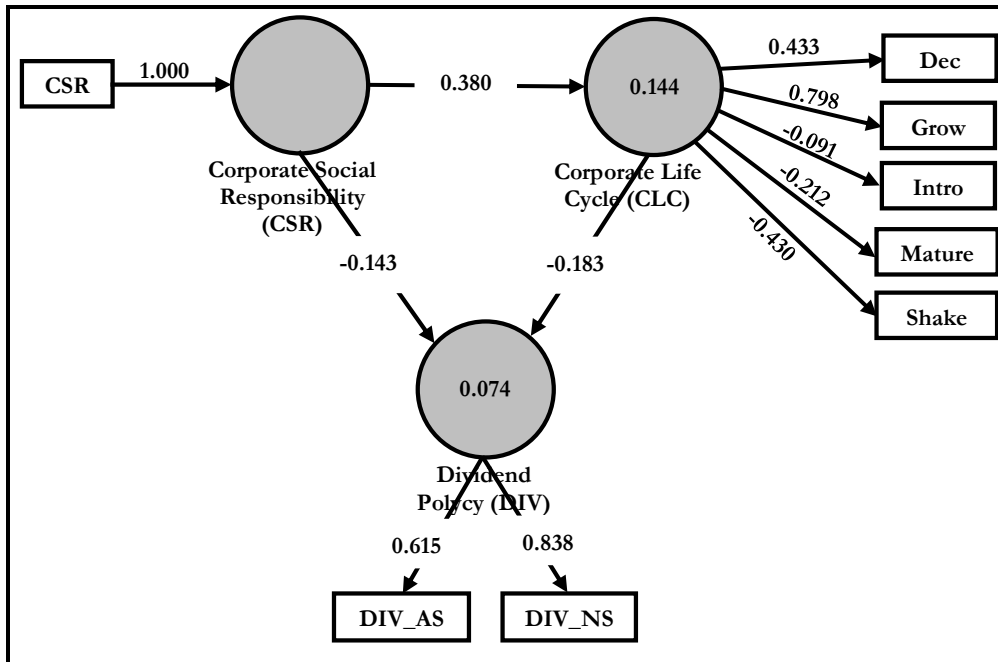 CSR
1.000
Corporate Social
Responsibility
(CSR)
0.380
0.144
Corporate Life
Cycle (CLC)
0.433
Dec
0.798
Grow
-0.091
Intro
-0.212
Mature
-0.430
Shake
-0.143
-0.183
0.074
Dividend
Polycy (DIV)
0.615
0.838
DIV_AS
DIV_NS